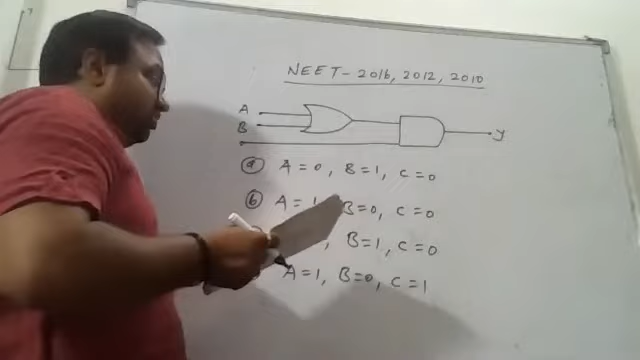 NEET-2016, 2012, 2010
A
B
y
(a) A=0, B=1, C=0
(b) A=1 B=0, C=0
, B=1, C=0
A=1, B=0, C=1